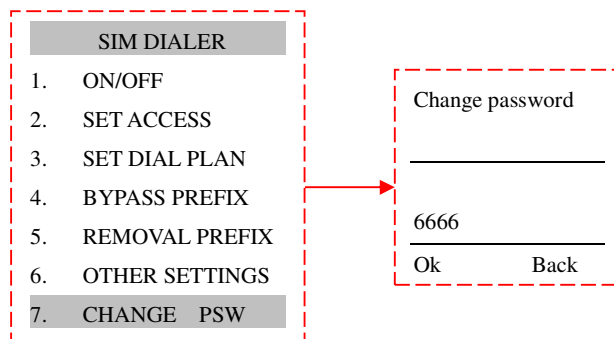 SIM DIALER
1. ON/OFF
2. SET ACCESS
3. SET DIAL PLAN
4. BYPASS PREFIX
5. REMOVAL PREFIX
6. OTHER SETTINGS
7. CHANGE PSW
Change password
6666
Ok Back